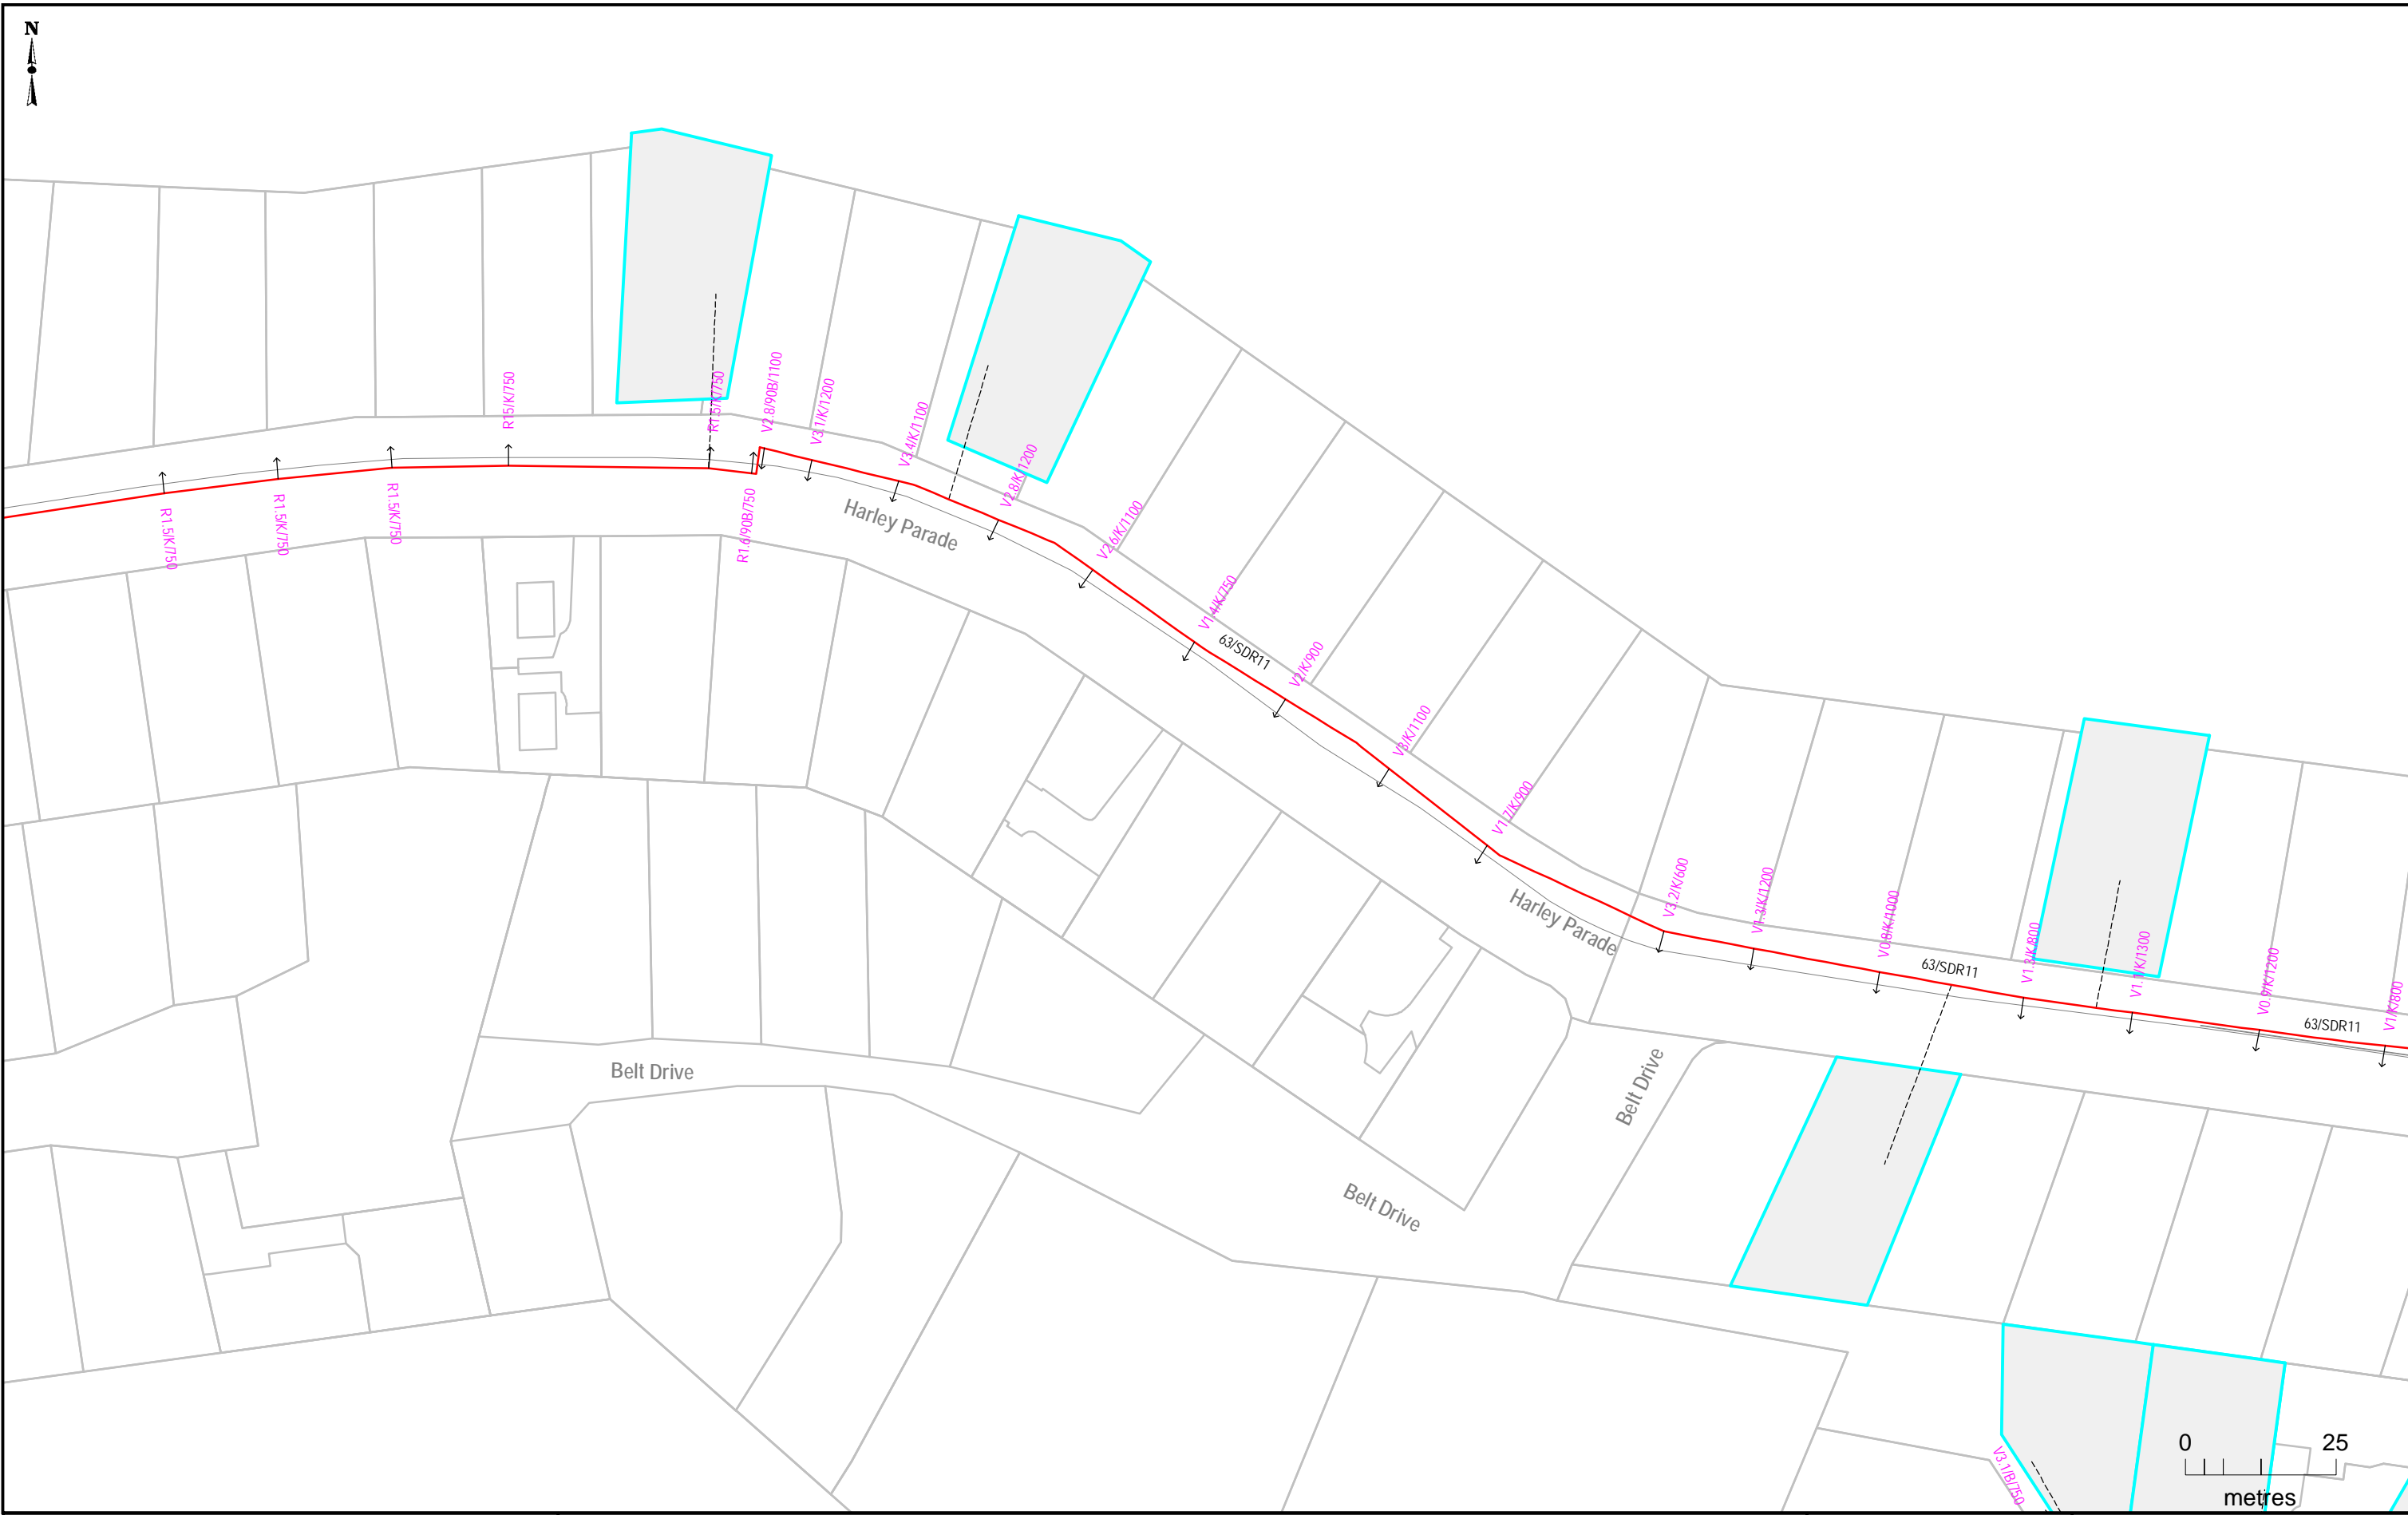 N
R15/K/750
R1.5/K/750
V2.8/90B/1100
V3.1/K/1200
V3.4/K/1100
V2.8/K/1200
R1.5/K/750
R1.5/K/750
R1.5/K/750
R1.6/90B/750
Harley Parade
V2.6/K/1100
V1.4/K/750
63/SDR11
V2/K/900
V3/K/1100
V1.7/K/900
Harley Parade
V3.2/K/600
V1.3/K/1200
V0.8/K/1000
63/SDR11
V1.3/K/800
V1.1/K/1300
V0.9/K/1200
63/SDR11
V1/K/800
Belt Drive
Belt Drive
Belt Drive
V3.1/B/750
0 25
metres